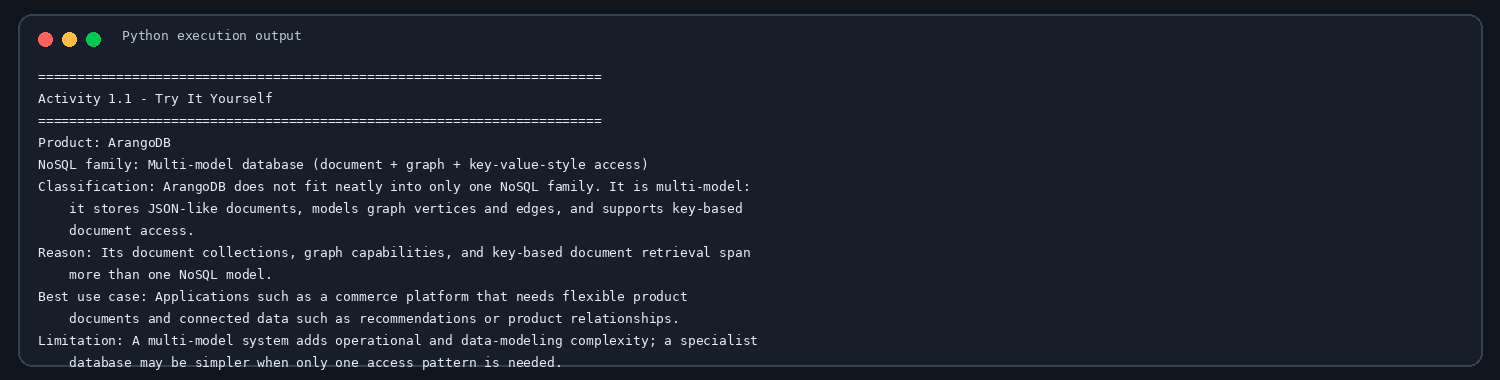 Python execution output
========================================================================
Activity 1.1 - Try It Yourself
========================================================================
Product: ArangoDB
NoSQL family: Multi-model database (document + graph + key-value-style access)
Classification: ArangoDB does not fit neatly into only one NoSQL family. It is multi-model:
    it stores JSON-like documents, models graph vertices and edges, and supports key-based
    document access.
Reason: Its document collections, graph capabilities, and key-based document retrieval span
    more than one NoSQL model.
Best use case: Applications such as a commerce platform that needs flexible product
    documents and connected data such as recommendations or product relationships.
Limitation: A multi-model system adds operational and data-modeling complexity; a specialist
    database may be simpler when only one access pattern is needed.